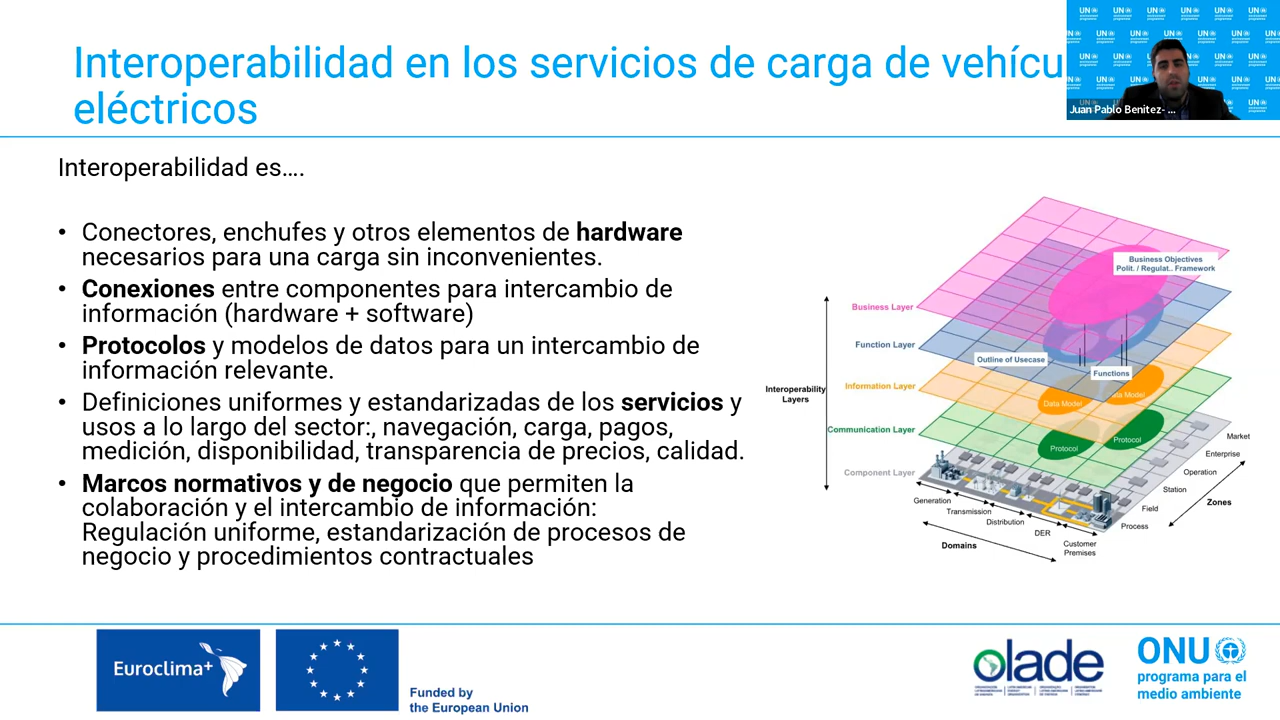 Interoperabilidad en los servicios de carga de vehícu
eléctricos
UN
Juan Pablo Benitez- ...
Interoperabilidad es….
• Conectores, enchufes y otros elementos de hardware
necesarios para una carga sin inconvenientes.
• Conexiones entre componentes para intercambio de
información (hardware + software)
• Protocolos y modelos de datos para un intercambio de
información relevante.
• Definiciones uniformes y estandarizadas de los servicios y
usos a lo largo del sector:, navegación, carga, pagos,
medición, disponibilidad, transparencia de precios, calidad.
• Marcos normativos y de negocio que permiten la
colaboración y el intercambio de información:
Regulación uniforme, estandarización de procesos de
negocio y procedimientos contractuales
Business Objectives
Polit. / Regulat.. Framework
Business Layer
Function Layer
Outline of Usecase
Functions
Interoperability
Layers
Information Layer
Data Model
Data Model
Communication Layer
Protocol
Protocol
Component Layer
Market
Enterprise
Operation
Station
Field
Process
Zones
Generation
Transmission
Distribution
DER
Customer
Premises
Domains
Euroclima+
Funded by
the European Union
olade
ONU
programa para el
medio ambiente